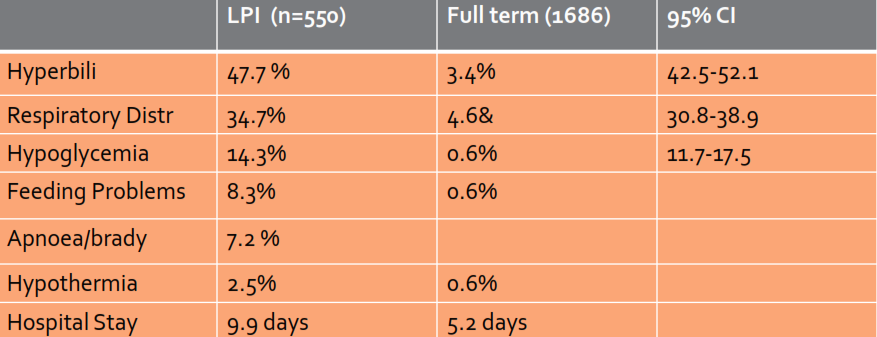 LPI (n=550) Full term (1686) 95% CI
Hyperbili 47.7 % 3.4% 42.5-52.1
Respiratory Distr 34.7% 4.6& 30.8-38.9
Hypoglycemia 14.3% 0.6% 11.7-17.5
Feeding Problems 8.3% 0.6%
Apnoea/brady 7.2 %
Hypothermia 2.5% 0.6%
Hospital Stay 9.9 days 5.2 days